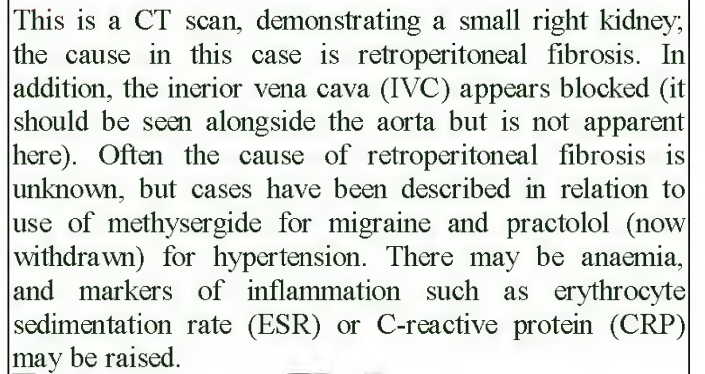 This is a CT scan, demonstrating a small right kidney;
the cause in this case is retroperitoneal fibrosis. In
addition, the inerior vena cava (IVC) appears blocked (it
should be seen alongside the aorta but is not apparent
here). Often the cause of retroperitoneal fibrosis is
unknown, but cases have been described in relation to
use of methysergide for migraine and practolol (now
withdrawn) for hypertension. There may be anaemia,
and markers of inflammation such as erythrocyte
sedimentation rate (ESR) or C-reactive protein (CRP)
may be raised.